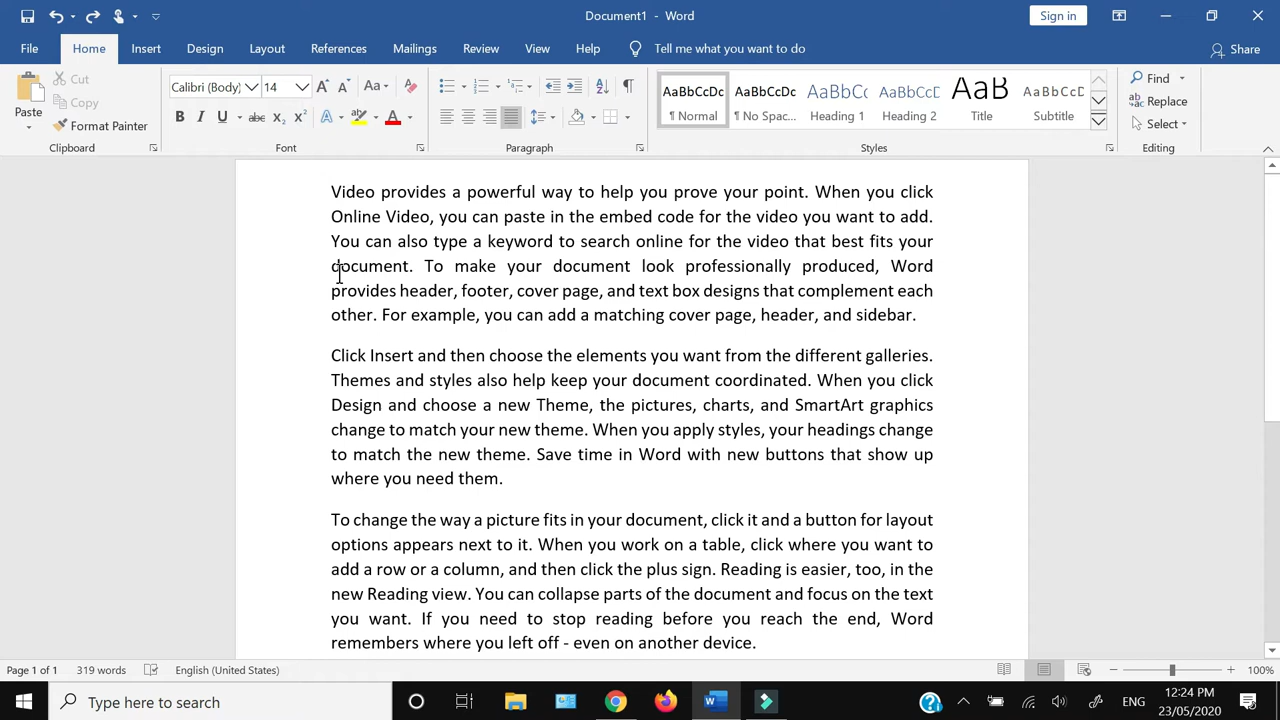 Document1 - Word
Sign in
File Home Insert Design Layout References Mailings Review View Help Tell me what you want to do Share
Paste
Cut
Copy
Format Painter
Clipboard
Calibri (Body) 14 Aa
B I U abc x₂ x² A A
Font
Paragraph
AaBbCcDc AaBbCcDc AaBbCc AaBbCcD AaB AaBbCcD
¶ Normal ¶ No Spac... Heading 1 Heading 2 Title Subtitle
Styles
Find
Replace
Select
Editing
Video provides a powerful way to help you prove your point. When you click
Online Video, you can paste in the embed code for the video you want to add.
You can also type a keyword to search online for the video that best fits your
document. To make your document look professionally produced, Word
provides header, footer, cover page, and text box designs that complement each
other. For example, you can add a matching cover page, header, and sidebar.
Click Insert and then choose the elements you want from the different galleries.
Themes and styles also help keep your document coordinated. When you click
Design and choose a new Theme, the pictures, charts, and SmartArt graphics
change to match your new theme. When you apply styles, your headings change
to match the new theme. Save time in Word with new buttons that show up
where you need them.
To change the way a picture fits in your document, click it and a button for layout
options appears next to it. When you work on a table, click where you want to
add a row or a column, and then click the plus sign. Reading is easier, too, in the
new Reading view. You can collapse parts of the document and focus on the text
you want. If you need to stop reading before you reach the end, Word
remembers where you left off - even on another device.
Page 1 of 1 319 words English (United States) 100%
Type here to search
ENG
12:24 PM
23/05/2020